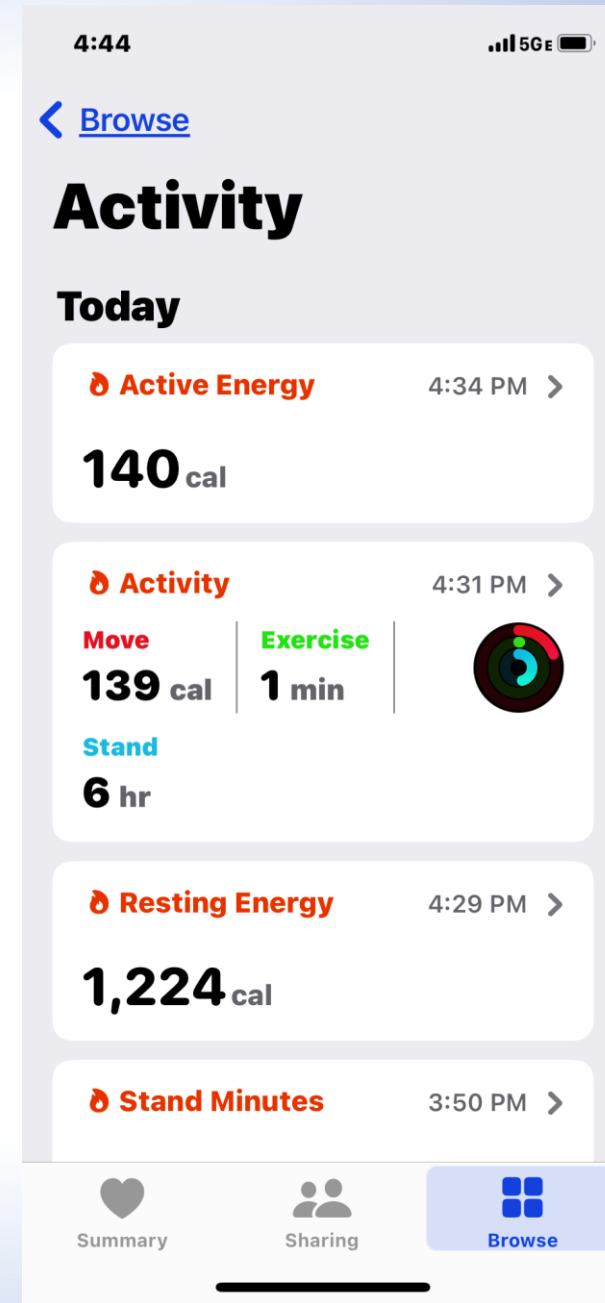 4:44 5GE
Browse
Activity
Today
Active Energy 4:34 PM
140 cal
Activity 4:31 PM
Move Exercise
139 cal 1 min
Stand
6 hr
Resting Energy 4:29 PM
1,224 cal
Stand Minutes 3:50 PM
Summary Sharing Browse